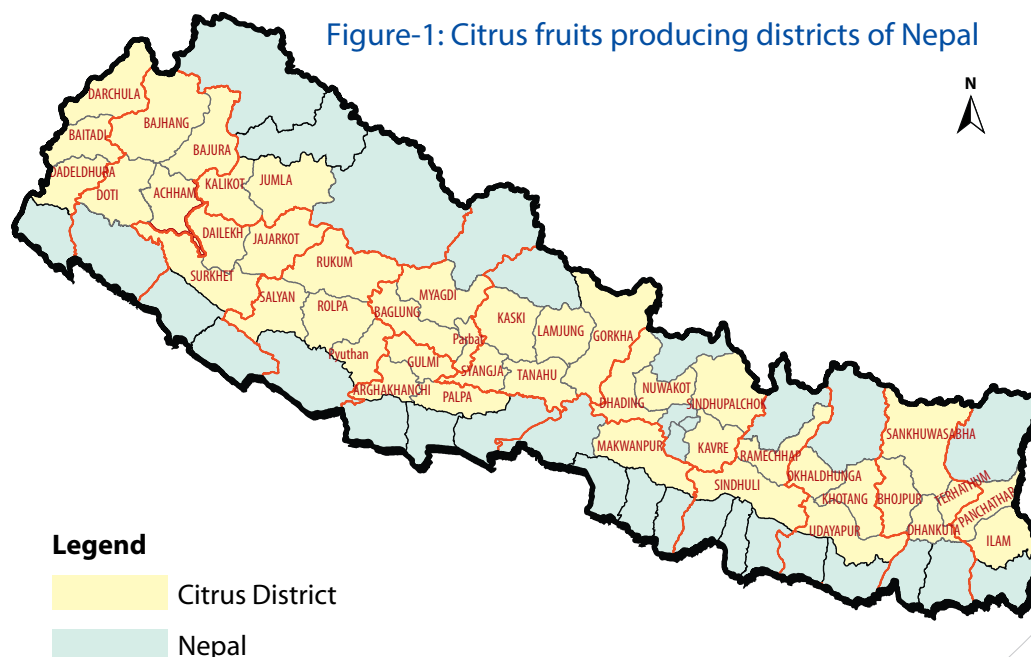 Figure-1: Citrus fruits producing districts of Nepal
N
DARCHULA
BAJHANG
BAITADI
BAJURA
DADELDHURA
DOTI
ACHHAM
KALIKOT
JUMLA
DAILEKH
JAJARKOT
RUKUM
SURKHET
SALYAN
ROLPA
MYAGDI
BAGLUNG
KASKI
LAMJUNG
GORKHA
Parbat
Pyuthan
GULMI
SYANGJA
TANAHU
ARGHAKHANCHI
PALPA
NUWAKOT
DHADING
SINDHUPALCHOK
MAKWANPUR
KAVRE
RAMECHHAP
SANKHUWASABHA
SINDHULI
OKHALDHUNGA
KHOTANG
BHOJPUR
TERHATHUM
PANCHATHAR
UDAYAPUR
DHANKUTA
ILAM
Legend
Citrus District
Nepal